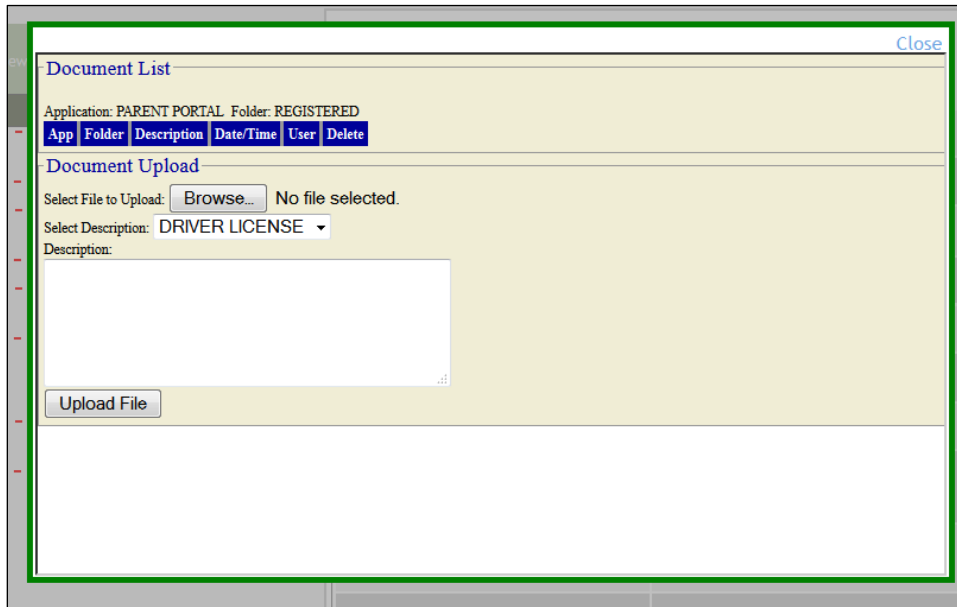 Close
ew
Document List
Application: PARENT PORTAL Folder: REGISTERED
App Folder Description Date/Time User Delete
Document Upload
Select File to Upload: Browse... No file selected.
Select Description: DRIVER LICENSE
Description:
Upload File